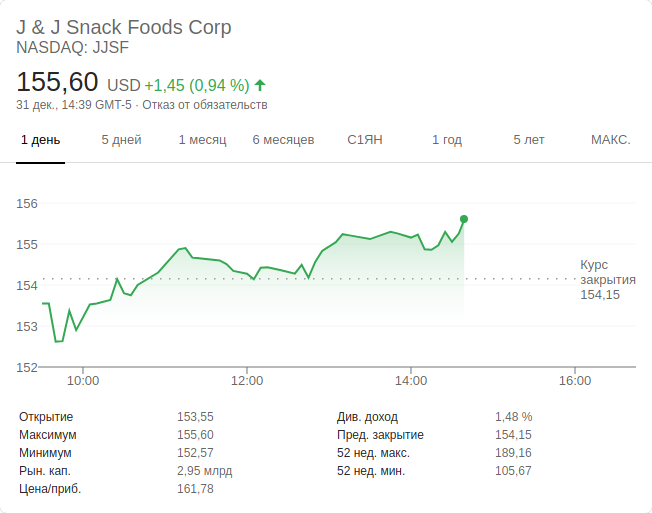 J & J Snack Foods Corp
NASDAQ: JJSF
155,60 USD +1,45 (0,94 %)
31 дек., 14:39 GMT-5 · Отказ от обязательств
1 день 5 дней 1 месяц 6 месяцев С1ЯН 1 год 5 лет МАКС.
156
155
154
153
152
Курс
закрытия
154,15
10:00 12:00 14:00 16:00
Открытие 153,55 Див. доход 1,48 %
Максимум 155,60 Пред. закрытие 154,15
Минимум 152,57 52 нед. макс. 189,16
Рын. кап. 2,95 млрд 52 нед. мин. 105,67
Цена/приб. 161,78